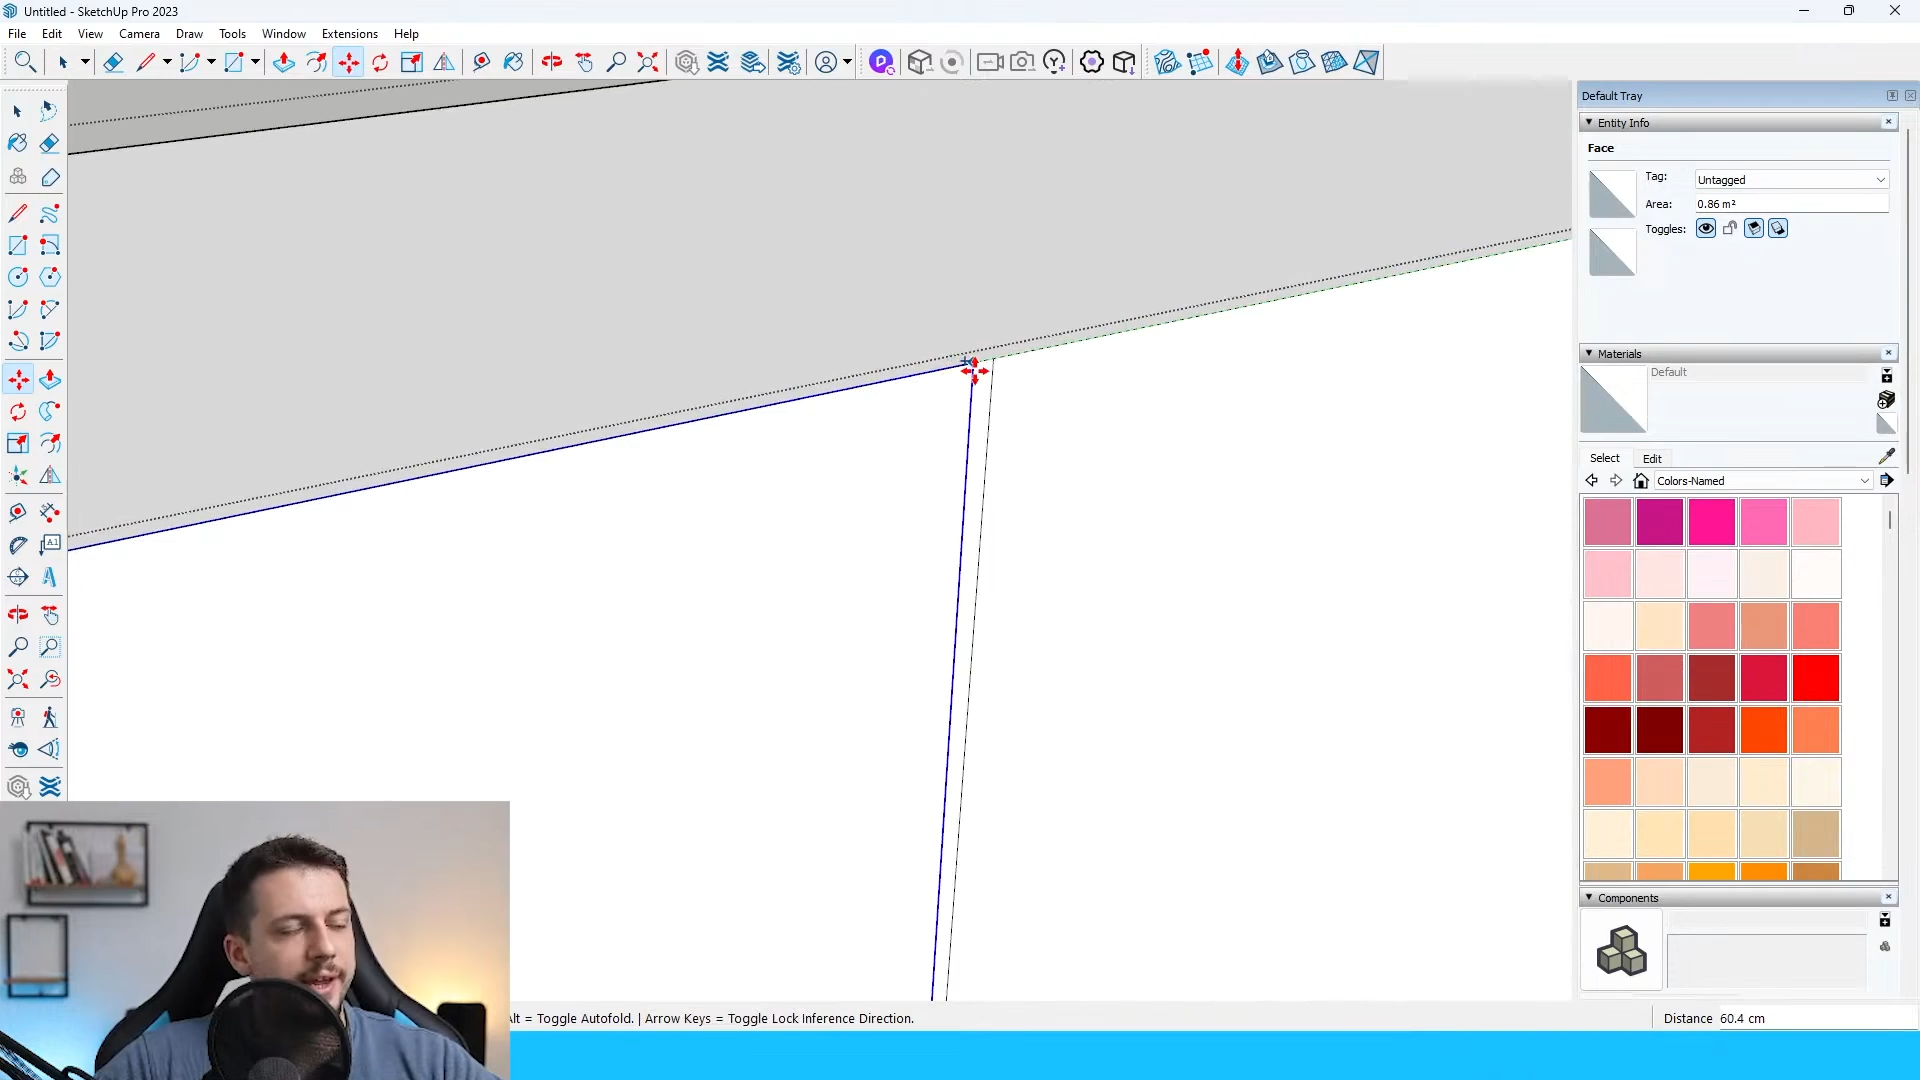 Untitled - SketchUp Pro 2023
File Edit View Camera Draw Tools Window Extensions Help
Default Tray
Entity Info
Face
Tag: Untagged
Area: 0.86 m²
Toggles:
Materials
Default
Select Edit
Colors-Named
Components
lt = Toggle Autofold. | Arrow Keys = Toggle Lock Inference Direction.
Distance 60.4 cm